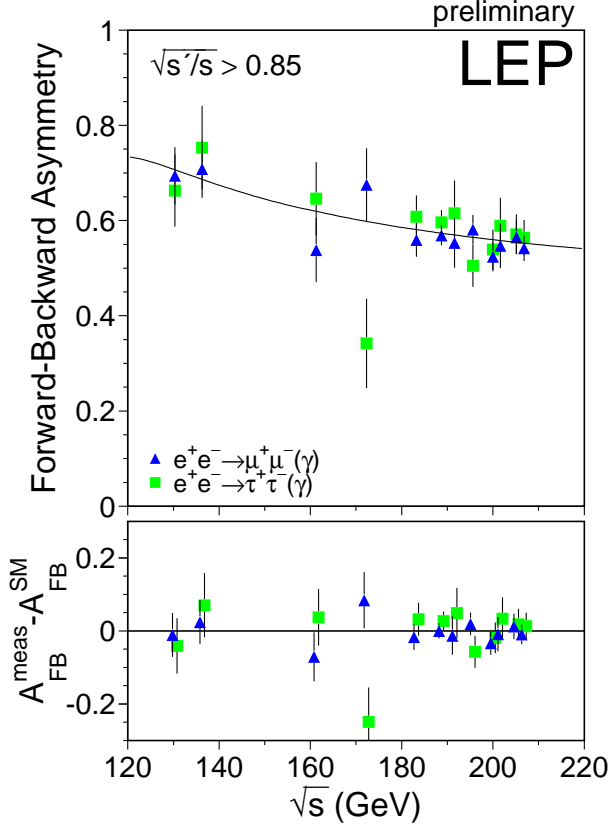 preliminary
LEP
√s´/s > 0.85
Forward-Backward Asymmetry
1
0.8
0.6
0.4
0.2
0
e⁺e⁻→μ⁺μ⁻(γ)
e⁺e⁻→τ⁺τ⁻(γ)
A_FB^meas-A_FB^SM
0.2
0
-0.2
120 140 160 180 200 220
√s (GeV)